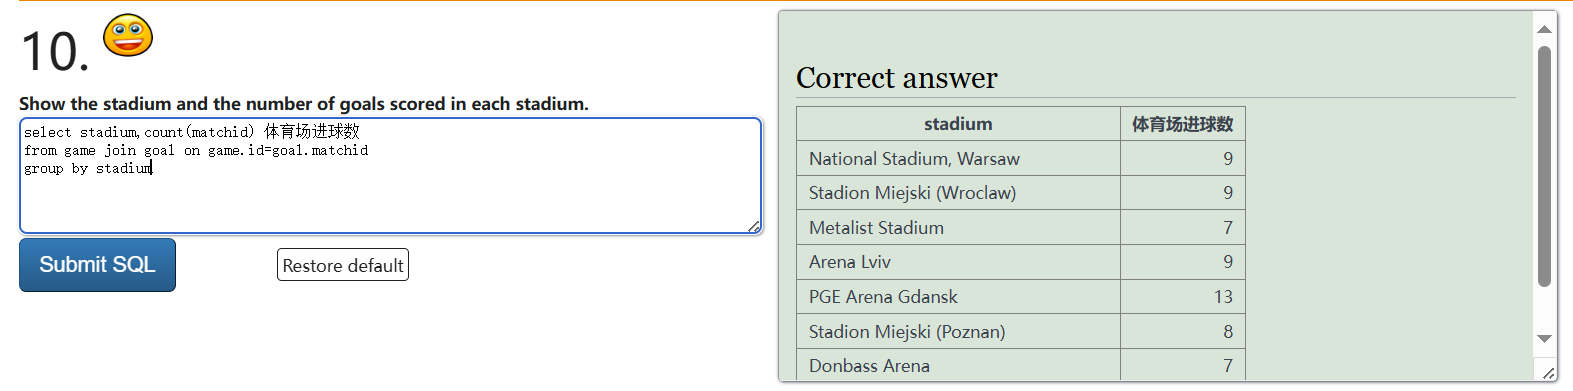 10.
Show the stadium and the number of goals scored in each stadium.
select stadium,count(matchid) 体育场进球数
from game join goal on game.id=goal.matchid
group by stadium
Submit SQL
Restore default
Correct answer
stadium 体育场进球数
National Stadium, Warsaw 9
Stadion Miejski (Wroclaw) 9
Metalist Stadium 7
Arena Lviv 9
PGE Arena Gdansk 13
Stadion Miejski (Poznan) 8
Donbass Arena 7